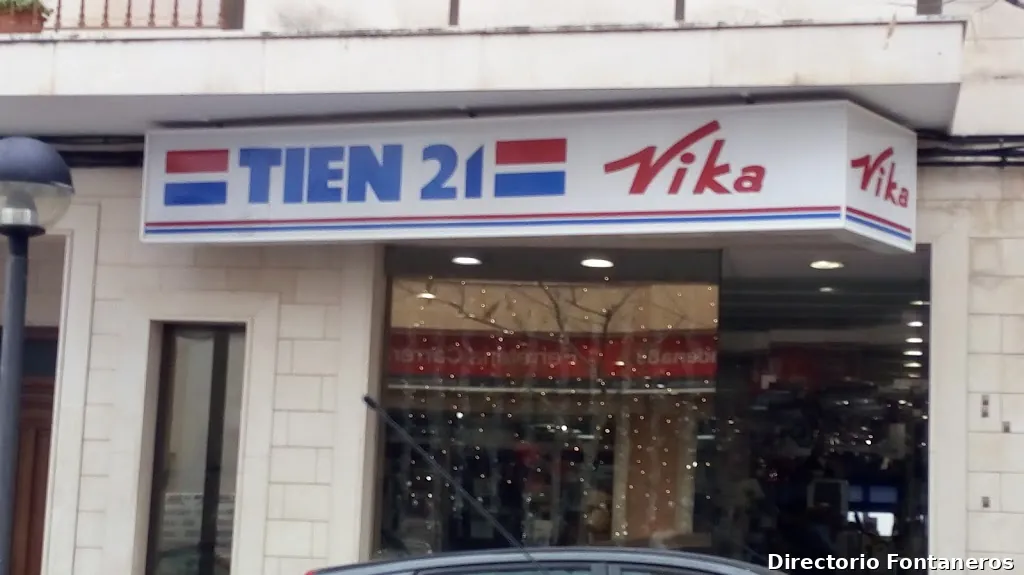 TIEN 21 Vika
Vika
Directorio Fontaneros